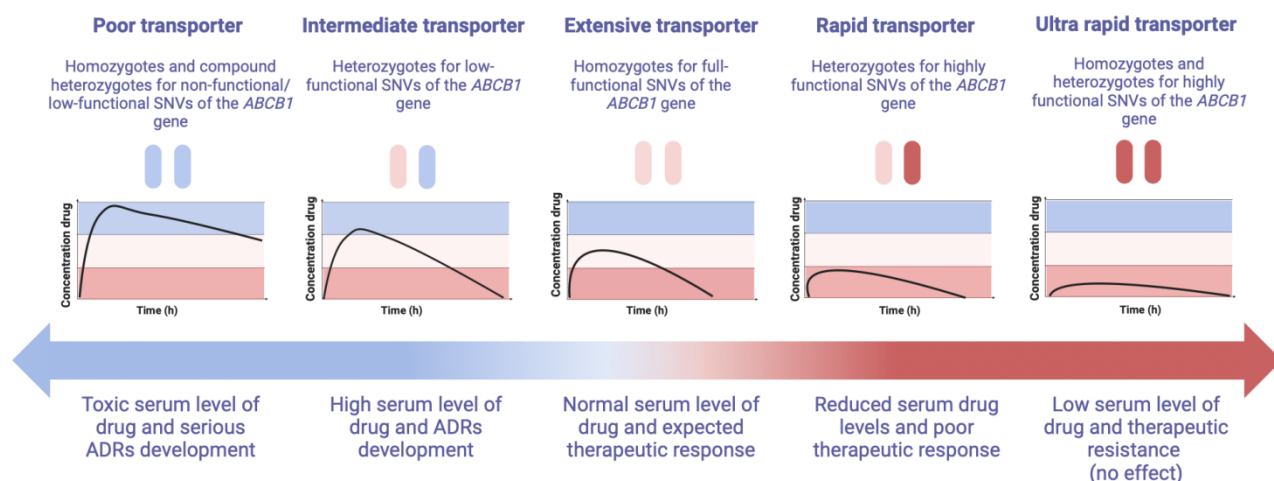 Poor transporter
Homozygotes and compound
heterozygotes for non-functional/
low-functional SNVs of the ABCB1
gene
Concentration drug
Time (h)
Toxic serum level of
drug and serious
ADRs development
Intermediate transporter
Heterozygotes for low-
functional SNVs of the ABCB1
gene
Concentration drug
Time (h)
High serum level of
drug and ADRs
development
Extensive transporter
Homozygotes for full-
functional SNVs of the
ABCB1 gene
Concentration drug
Time (h)
Normal serum level of
drug and expected
therapeutic response
Rapid transporter
Heterozygotes for highly
functional SNVs of the ABCB1
gene
Concentration drug
Time (h)
Reduced serum drug
levels and poor
therapeutic response
Ultra rapid transporter
Homozygotes and
heterozygotes for highly
functional SNVs of the
ABCB1 gene
Concentration drug
Time (h)
Low serum level of
drug and therapeutic
resistance
(no effect)